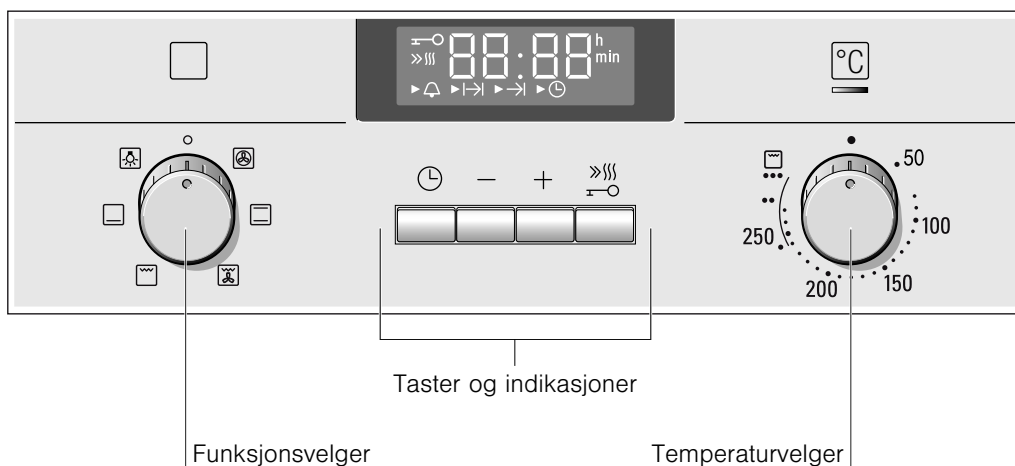 88:88 h
min
°C
50
100
150
200
250
Taster og indikasjoner
Funksjonsvelger
Temperaturvelger